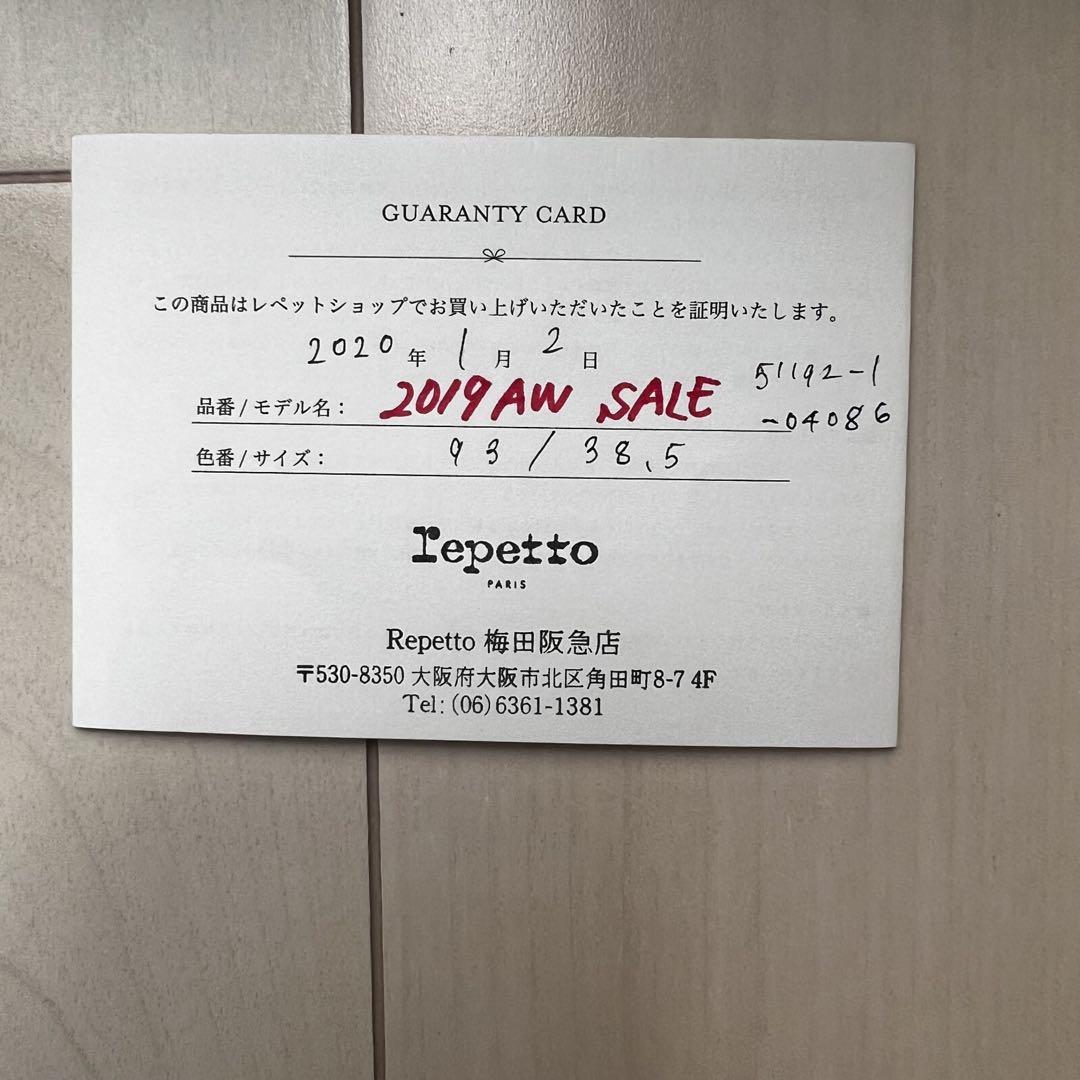 GUARANTY CARD
この商品はレペットショップでお買い上げいただいたことを証明いたします。
2020年 1月 2日
品番/モデル名： 2019AW SALE
51192-1
-04086
色番/サイズ： 93 / 38.5
repetto
PARIS
Repetto 梅田阪急店
〒530-8350 大阪府大阪市北区角田町8-7 4F
Tel: (06)6361-1381